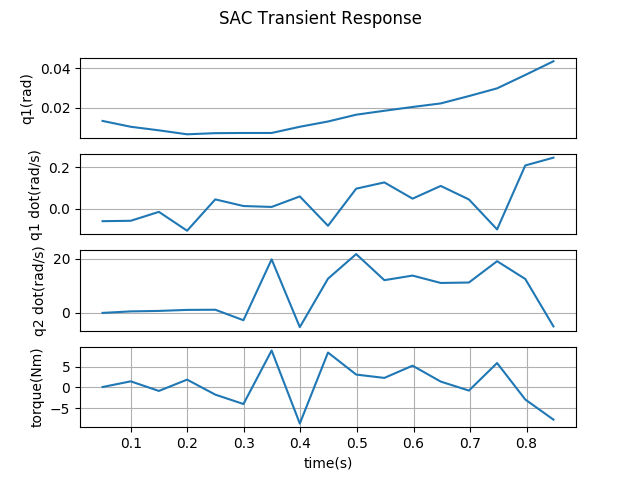 SAC Transient Response
q1(rad)
0.04
0.02
q1 dot(rad/s)
0.2
0.0
q2 dot(rad/s)
20
0
torque(Nm)
5
0
−5
0.1 0.2 0.3 0.4 0.5 0.6 0.7 0.8
time(s)